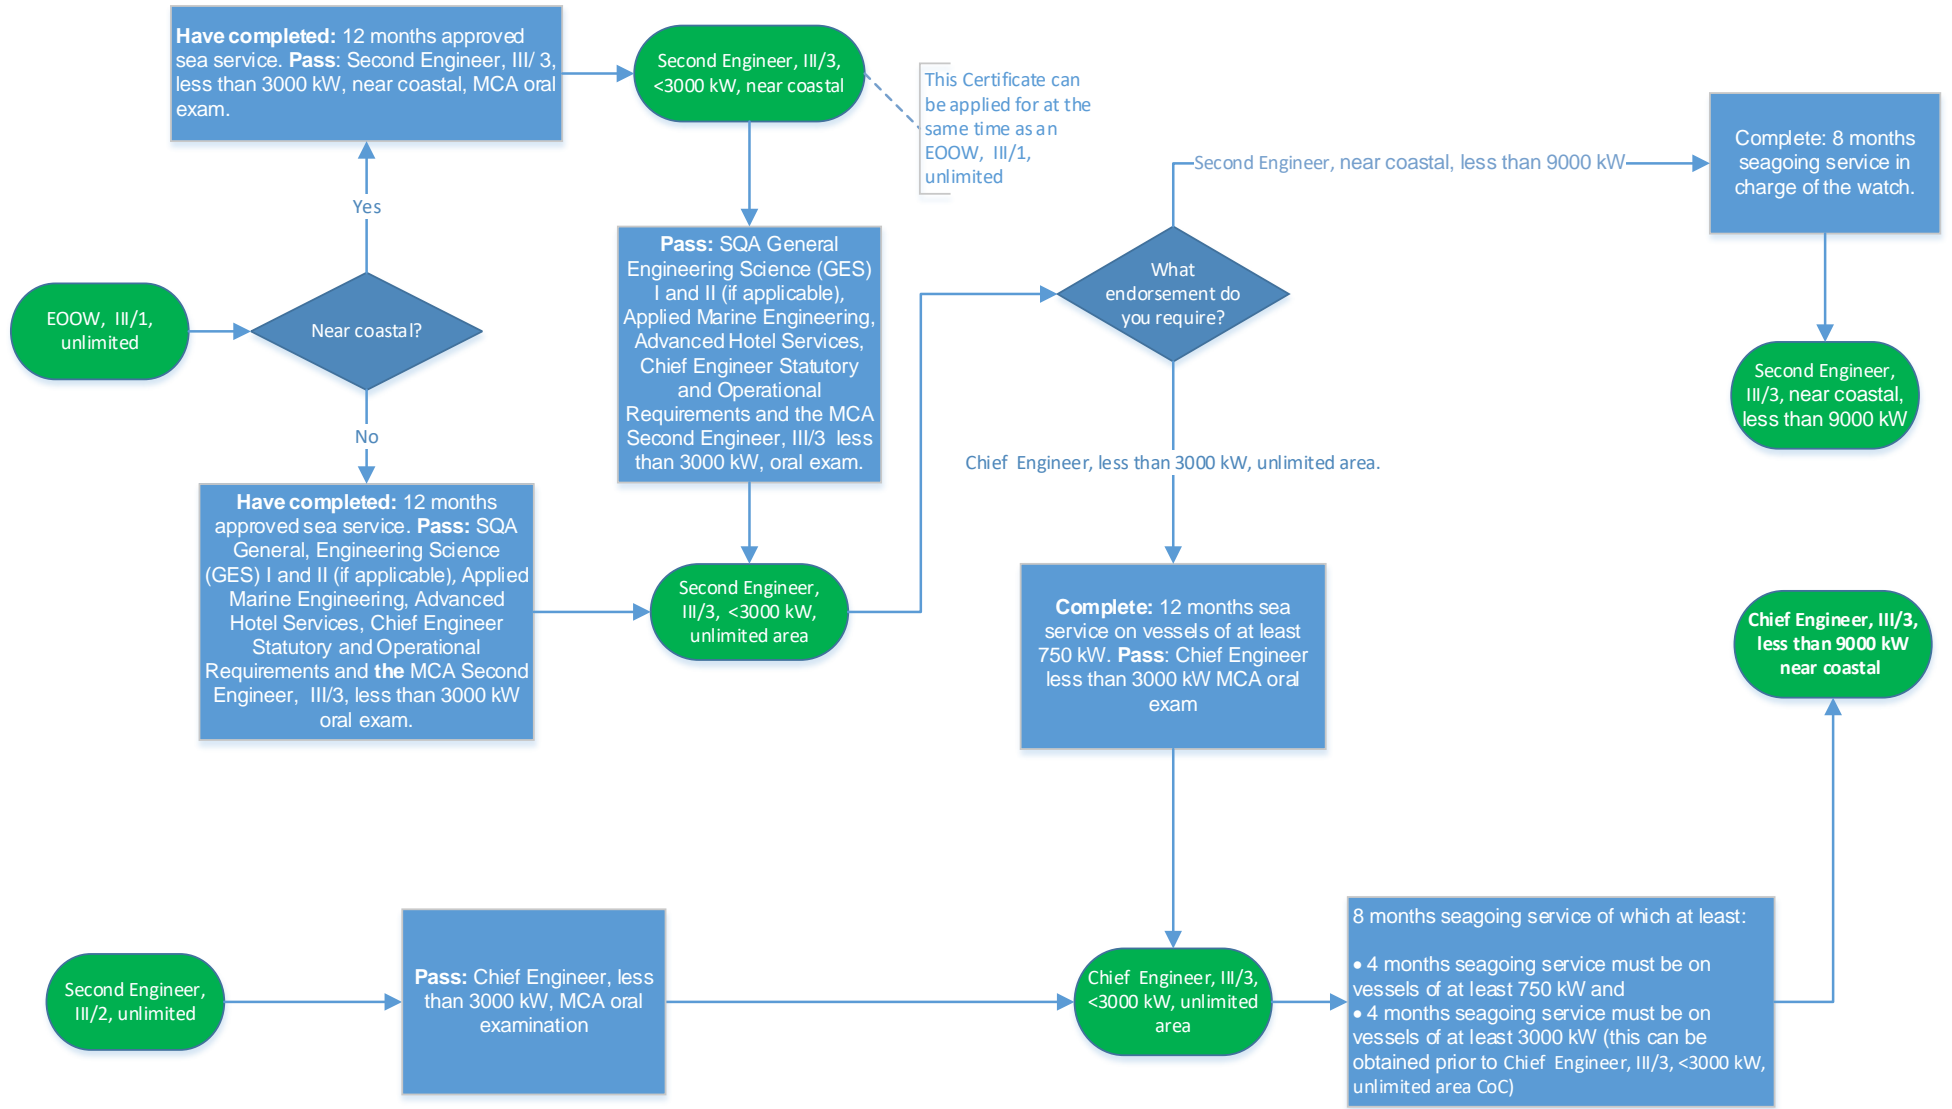 Have completed: 12 months approved
sea service. Pass: Second Engineer, III/ 3,
less than 3000 kW, near coastal, MCA oral
exam.
Second Engineer, III/3,
<3000 kW, near coastal
This Certificate can
be applied for at the
same time as an
EOOW, III/1,
unlimited
Yes
EOOW, III/1,
unlimited
Near coastal?
No
Pass: SQA General
Engineering Science (GES)
I and II (if applicable),
Applied Marine Engineering,
Advanced Hotel Services,
Chief Engineer Statutory
and Operational
Requirements and the MCA
Second Engineer, III/3 less
than 3000 kW, oral exam.
Have completed: 12 months
approved sea service. Pass: SQA
General, Engineering Science
(GES) I and II (if applicable), Applied
Marine Engineering, Advanced
Hotel Services, Chief Engineer
Statutory and Operational
Requirements and the MCA Second
Engineer, III/3, less than 3000 kW
oral exam.
Second Engineer,
III/3, <3000 kW,
unlimited area
What
endorsement do
you require?
Second Engineer, near coastal, less than 9000 kW
Complete: 8 months
seagoing service in
charge of the watch.
Second Engineer,
III/3, near coastal,
less than 9000 kW
Chief Engineer, less than 3000 kW, unlimited area.
Complete: 12 months sea
service on vessels of at least
750 kW. Pass: Chief Engineer
less than 3000 kW MCA oral
exam
Chief Engineer, III/3,
less than 9000 kW
near coastal
Second Engineer,
III/2, unlimited
Pass: Chief Engineer, less
than 3000 kW, MCA oral
examination
Chief Engineer, III/3,
<3000 kW, unlimited
area
8 months seagoing service of which at least:
• 4 months seagoing service must be on
vessels of at least 750 kW and
• 4 months seagoing service must be on
vessels of at least 3000 kW (this can be
obtained prior to Chief Engineer, III/3, <3000 kW,
unlimited area CoC)